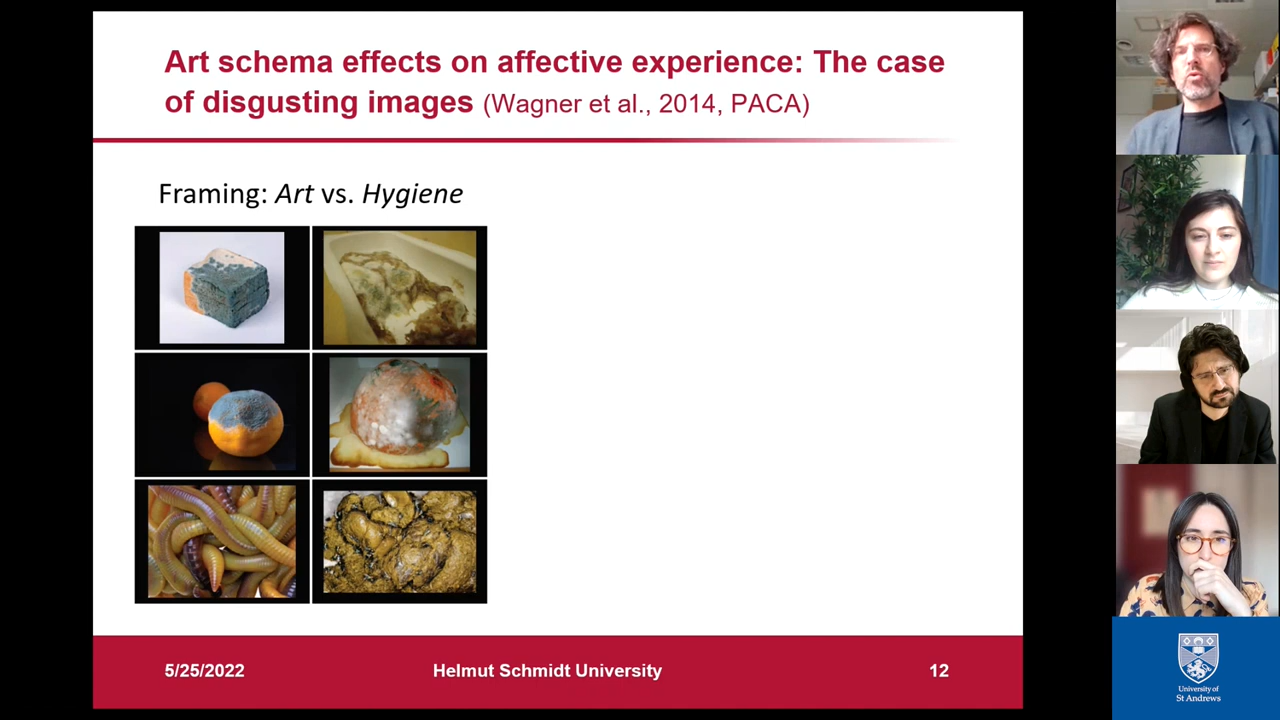 Art schema effects on affective experience: The case
of disgusting images (Wagner et al., 2014, PACA)
Framing: Art vs. Hygiene
5/25/2022
Helmut Schmidt University
12
University of
St Andrews